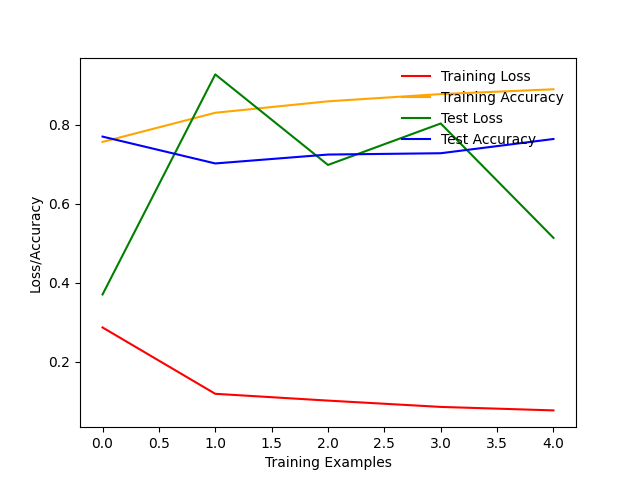 Training Loss
Training Accuracy
Test Loss
Test Accuracy
Loss/Accuracy
0.8
0.6
0.4
0.2
0.0 0.5 1.0 1.5 2.0 2.5 3.0 3.5 4.0
Training Examples